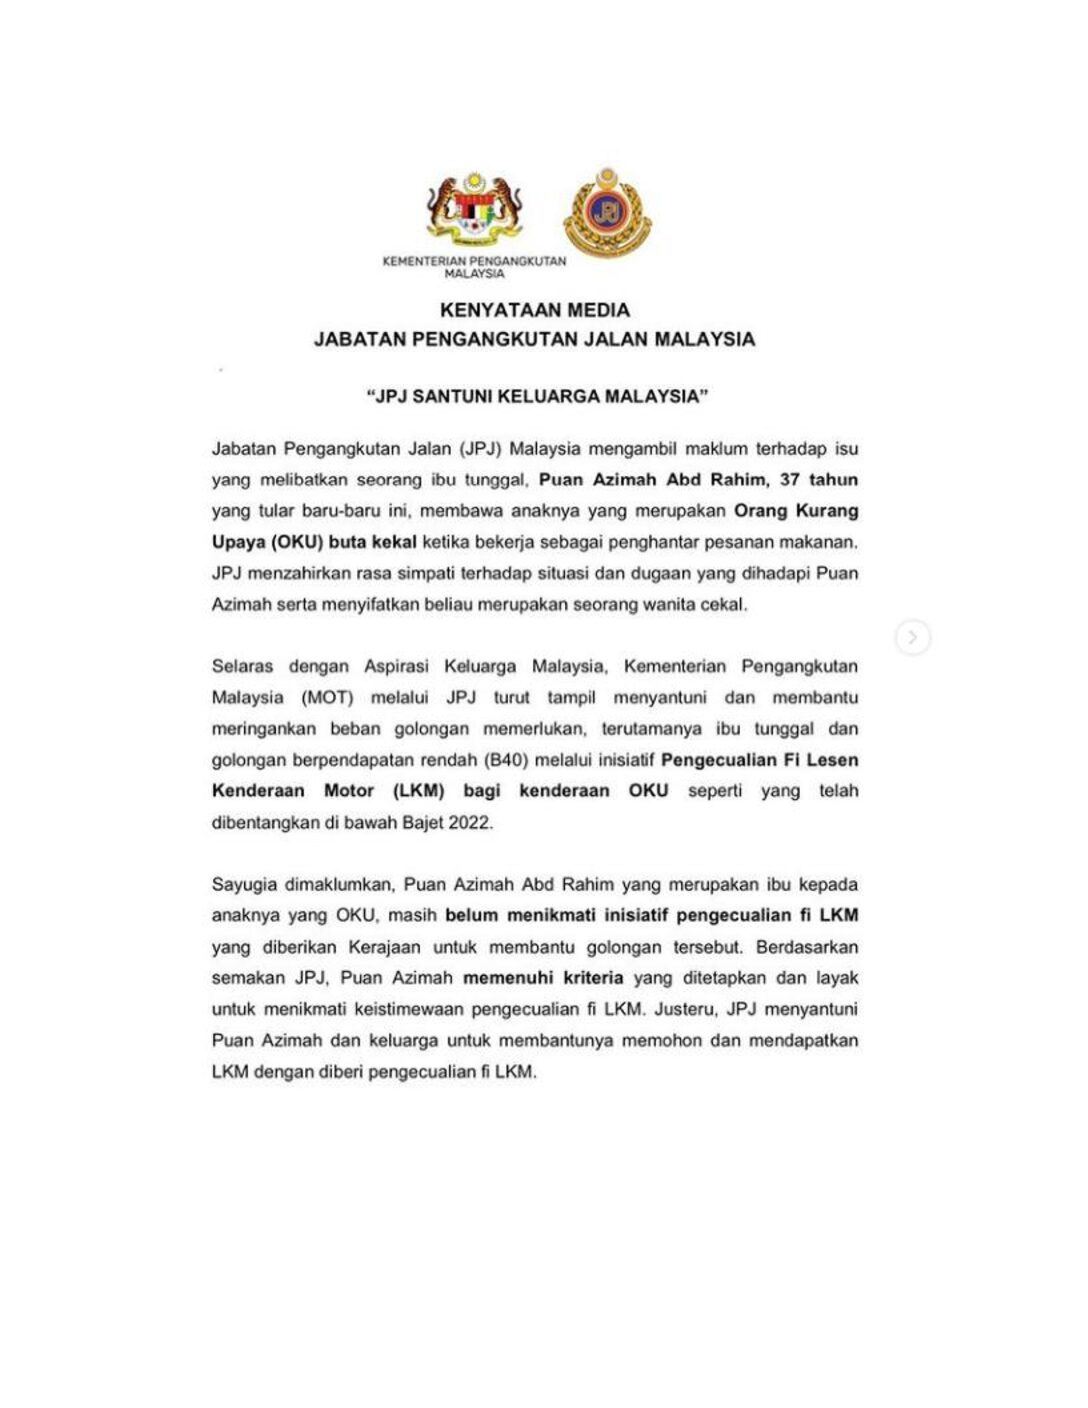 KEMENTERIAN PENGANGKUTAN
MALAYSIA
JPJ
KENYATAAN MEDIA
JABATAN PENGANGKUTAN JALAN MALAYSIA
“JPJ SANTUNI KELUARGA MALAYSIA”
Jabatan Pengangkutan Jalan (JPJ) Malaysia mengambil maklum terhadap isu
yang melibatkan seorang ibu tunggal, Puan Azimah Abd Rahim, 37 tahun
yang tular baru-baru ini, membawa anaknya yang merupakan Orang Kurang
Upaya (OKU) buta kekal ketika bekerja sebagai penghantar pesanan makanan.
JPJ menzahirkan rasa simpati terhadap situasi dan dugaan yang dihadapi Puan
Azimah serta menyifatkan beliau merupakan seorang wanita cekal.
Selaras dengan Aspirasi Keluarga Malaysia, Kementerian Pengangkutan
Malaysia (MOT) melalui JPJ turut tampil menyantuni dan membantu
meringankan beban golongan memerlukan, terutamanya ibu tunggal dan
golongan berpendapatan rendah (B40) melalui inisiatif Pengecualian Fi Lesen
Kenderaan Motor (LKM) bagi kenderaan OKU seperti yang telah
dibentangkan di bawah Bajet 2022.
Sayugia dimaklumkan, Puan Azimah Abd Rahim yang merupakan ibu kepada
anaknya yang OKU, masih belum menikmati inisiatif pengecualian fi LKM
yang diberikan Kerajaan untuk membantu golongan tersebut. Berdasarkan
semakan JPJ, Puan Azimah memenuhi kriteria yang ditetapkan dan layak
untuk menikmati keistimewaan pengecualian fi LKM. Justeru, JPJ menyantuni
Puan Azimah dan keluarga untuk membantunya memohon dan mendapatkan
LKM dengan diberi pengecualian fi LKM.